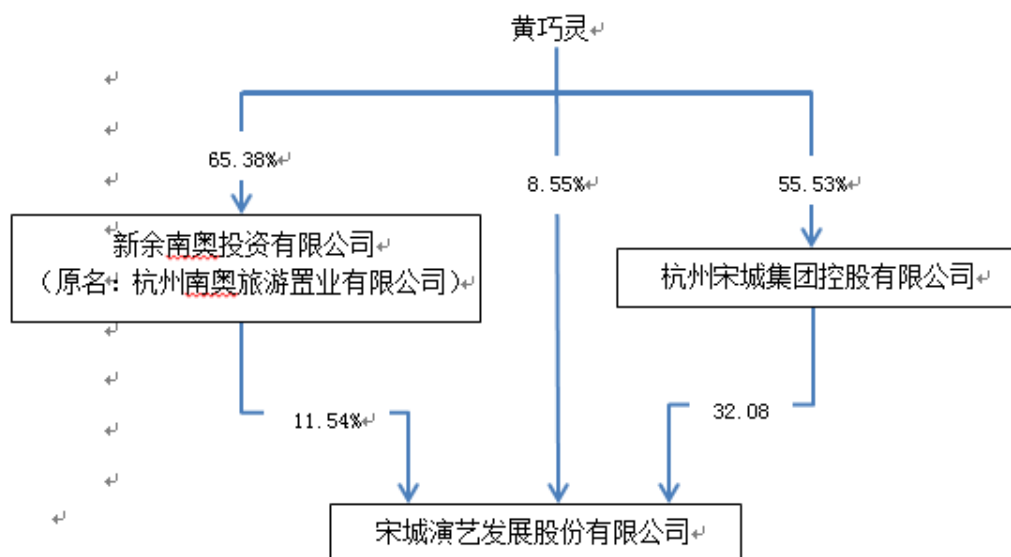 黄巧灵
65.38%
8.55%
55.53%
新余南奥投资有限公司
（原名：杭州南奥旅游置业有限公司）
杭州宋城集团控股有限公司
11.54%
32.08
宋城演艺发展股份有限公司